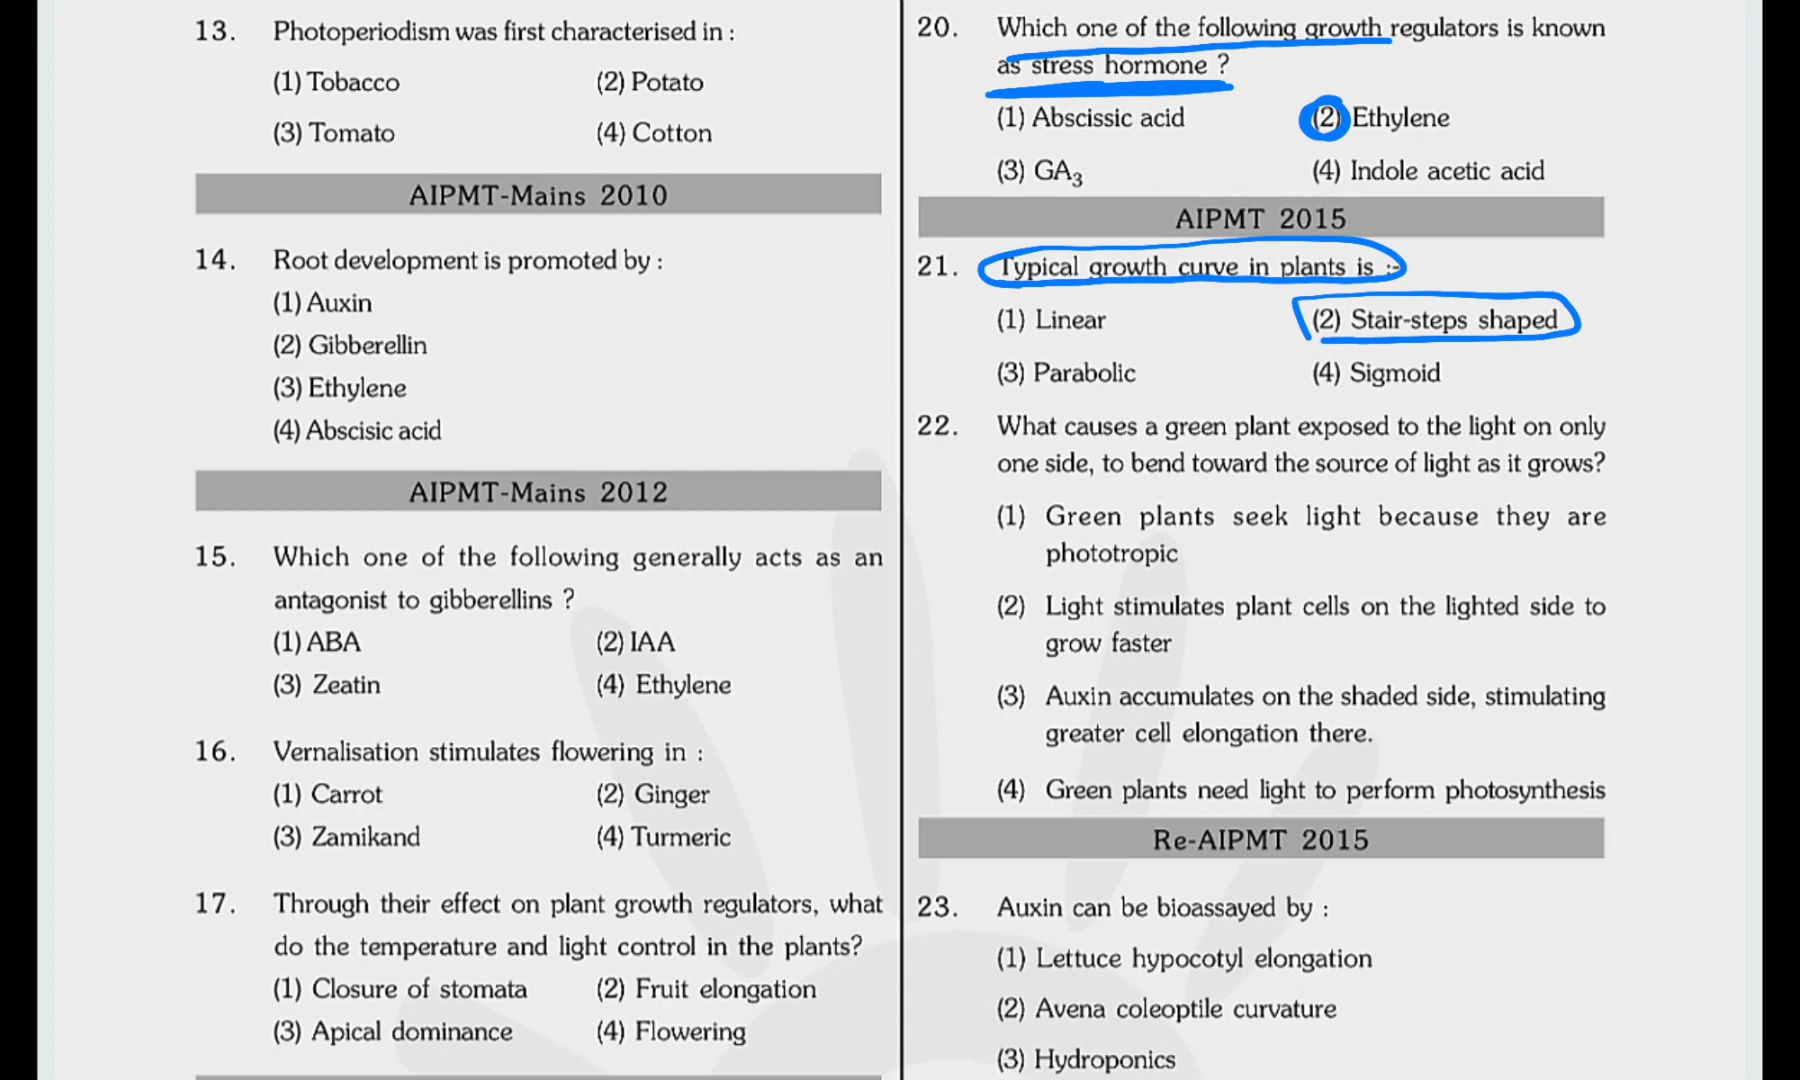 13. Photoperiodism was first characterised in :
(1) Tobacco (2) Potato
(3) Tomato (4) Cotton
AIPMT-Mains 2010
14. Root development is promoted by :
(1) Auxin
(2) Gibberellin
(3) Ethylene
(4) Abscisic acid
AIPMT-Mains 2012
15. Which one of the following generally acts as an
antagonist to gibberellins ?
(1) ABA (2) IAA
(3) Zeatin (4) Ethylene
16. Vernalisation stimulates flowering in :
(1) Carrot (2) Ginger
(3) Zamikand (4) Turmeric
17. Through their effect on plant growth regulators, what
do the temperature and light control in the plants?
(1) Closure of stomata (2) Fruit elongation
(3) Apical dominance (4) Flowering
20. Which one of the following growth regulators is known
as stress hormone ?
(1) Abscissic acid (2) Ethylene
(3) GA₃ (4) Indole acetic acid
AIPMT 2015
21. Typical growth curve in plants is :-
(1) Linear (2) Stair-steps shaped
(3) Parabolic (4) Sigmoid
22. What causes a green plant exposed to the light on only
one side, to bend toward the source of light as it grows?
(1) Green plants seek light because they are
phototropic
(2) Light stimulates plant cells on the lighted side to
grow faster
(3) Auxin accumulates on the shaded side, stimulating
greater cell elongation there.
(4) Green plants need light to perform photosynthesis
Re-AIPMT 2015
23. Auxin can be bioassayed by :
(1) Lettuce hypocotyl elongation
(2) Avena coleoptile curvature
(3) Hydroponics